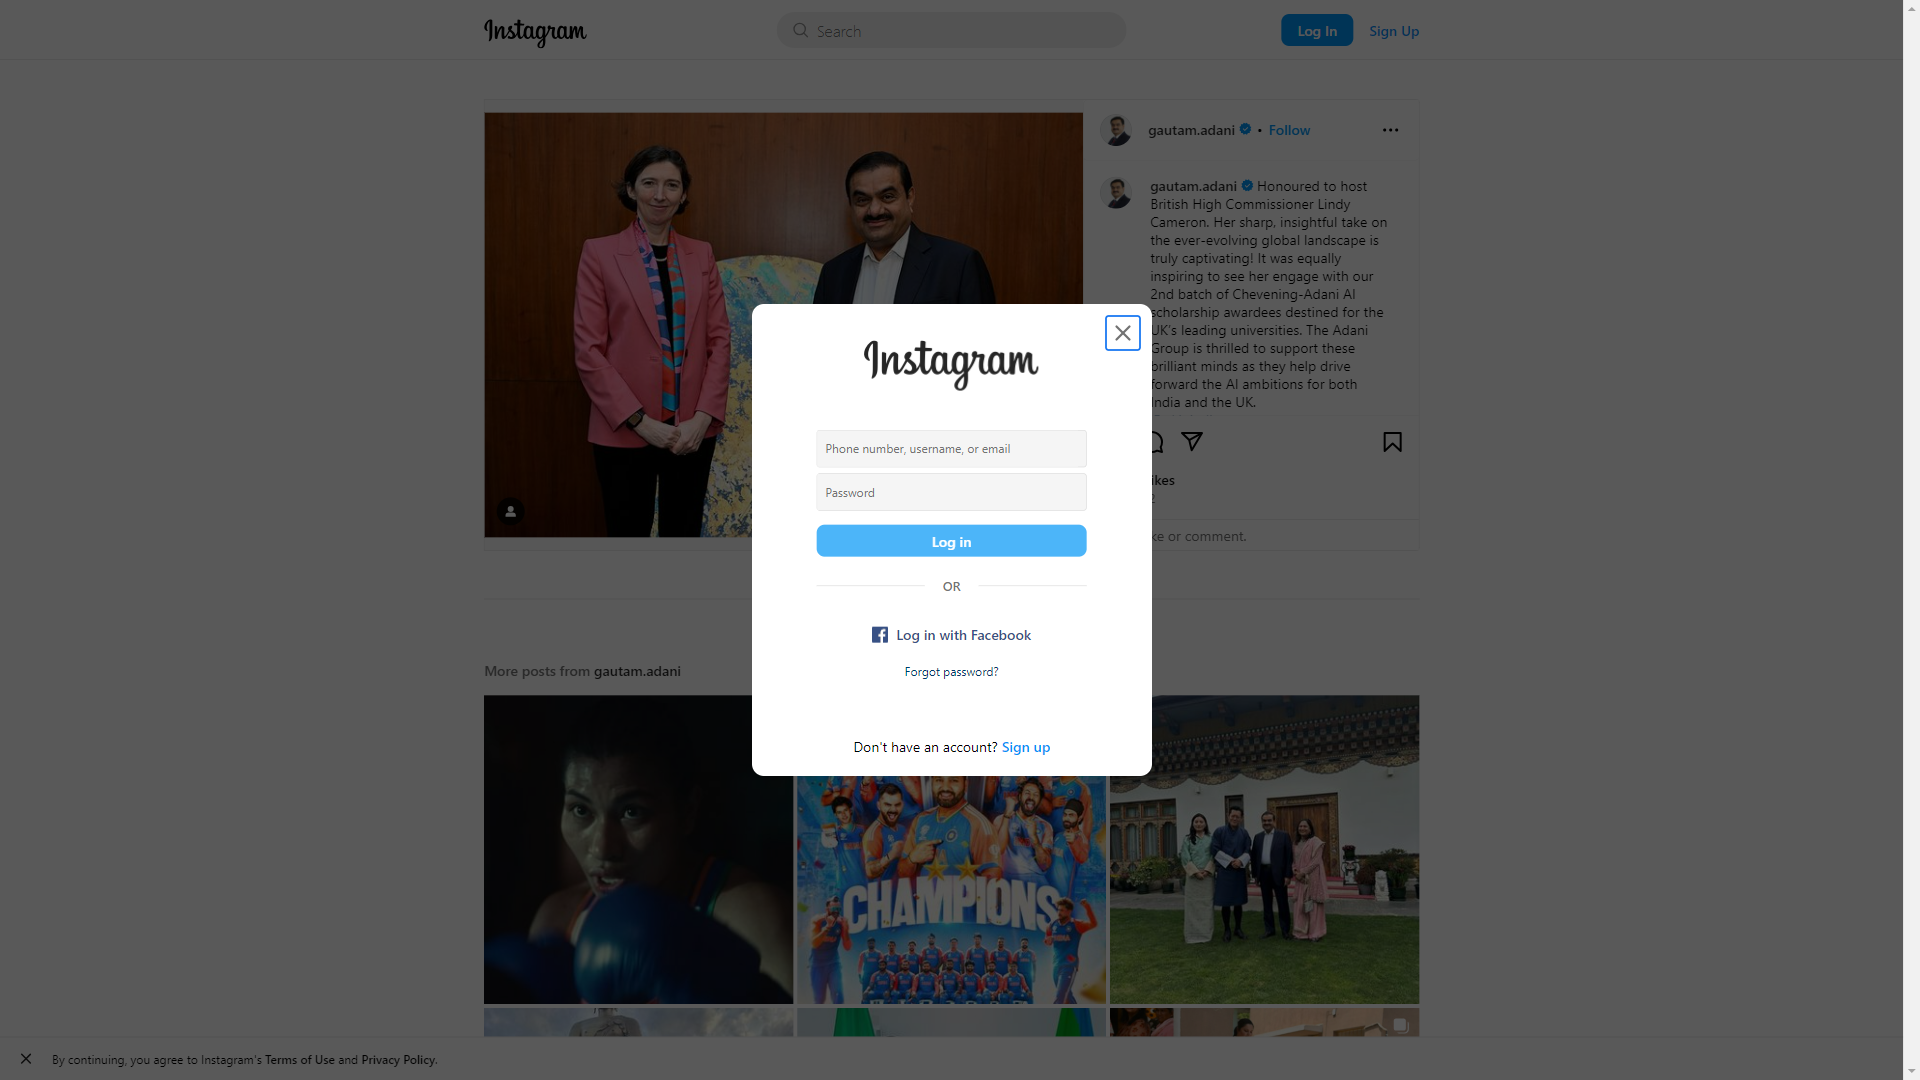 Instagram
Search
Log In
Sign Up
gautam.adani • Follow
gautam.adani Honoured to host
British High Commissioner Lindy
Cameron. Her sharp, insightful take on
the ever-evolving global landscape is
truly captivating! It was equally
inspiring to see her engage with our
2nd batch of Chevening-Adani AI
scholarship awardees destined for the
UK's leading universities. The Adani
Group is thrilled to support these
brilliant minds as they help drive
forward the AI ambitions for both
India and the UK.
ikes
2
ke or comment.
Instagram
Phone number, username, or email
Password
Log in
OR
Log in with Facebook
Forgot password?
Don't have an account? Sign up
More posts from gautam.adani
CHAMPIONS
INDIA
By continuing, you agree to Instagram's Terms of Use and Privacy Policy.